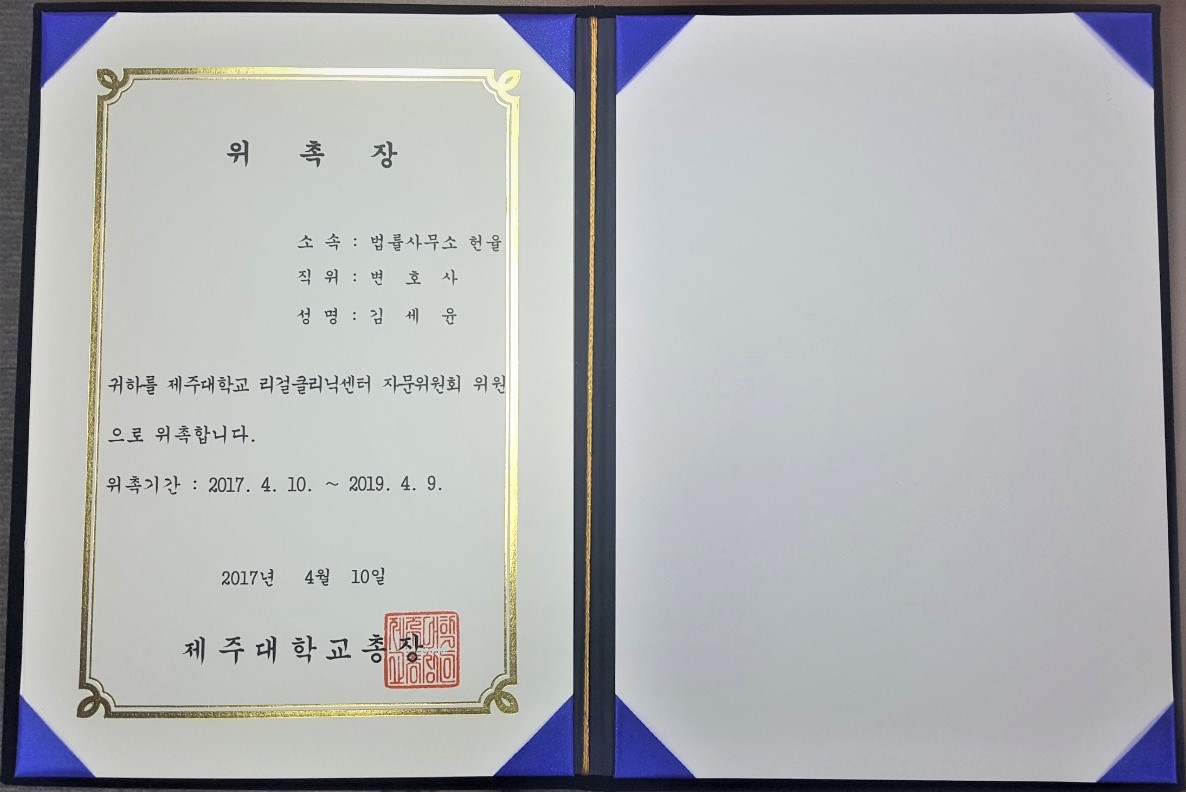 위 촉 장
소 속 : 법률사무소 헌율
직 위 : 변 호 사
성 명 : 김 세 윤
귀하를 제주대학교 리걸클리닉센터 자문위원회 위원
으로 위촉합니다.
위촉기간 : 2017. 4. 10. ~ 2019. 4. 9.
2017년 4월 10일
제주대학교총장